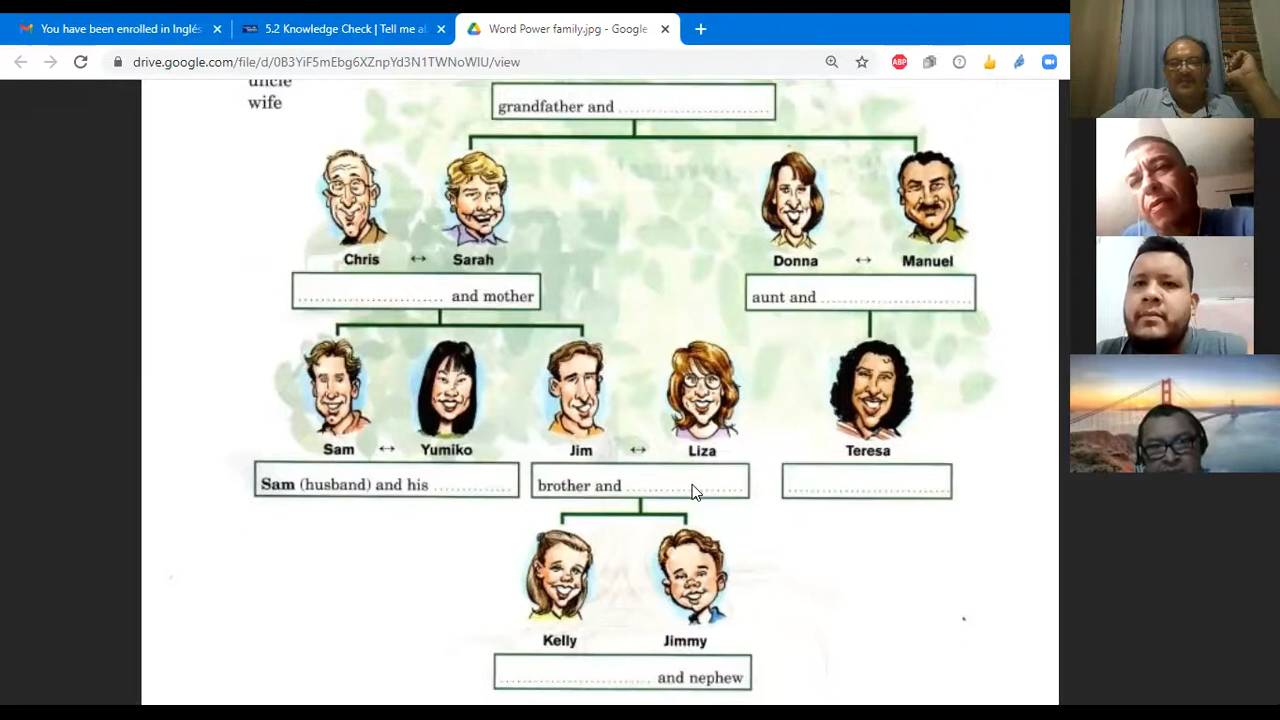 You have been enrolled in Inglés
5.2 Knowledge Check | Tell me a
Word Power family.jpg - Google
drive.google.com/file/d/0B3YiF5mEbgbXZnpYd3N1TWNoWlU/view
ABP
uncle
wife
grandfather and ..............................
Chris ↔ Sarah
Donna ↔ Manuel
.............................. and mother
aunt and ..............................
Sam ↔ Yumiko
Jim ↔ Liza
Teresa
Sam (husband) and his ................
brother and ........................
.................................
Kelly
Jimmy
.............................. and nephew